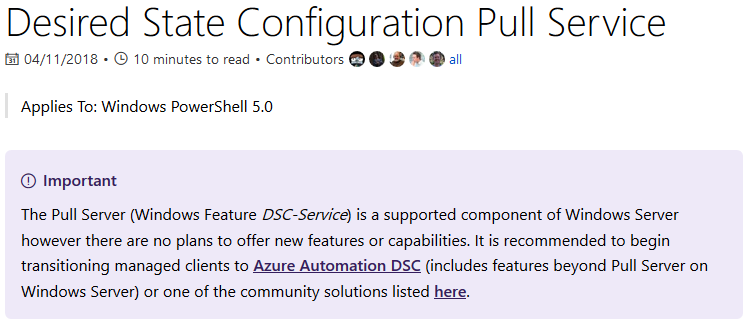 Desired State Configuration Pull Service
04/11/2018 • 10 minutes to read • Contributors all
Applies To: Windows PowerShell 5.0
Important
The Pull Server (Windows Feature DSC-Service) is a supported component of Windows Server
however there are no plans to offer new features or capabilities. It is recommended to begin
transitioning managed clients to Azure Automation DSC (includes features beyond Pull Server on
Windows Server) or one of the community solutions listed here.